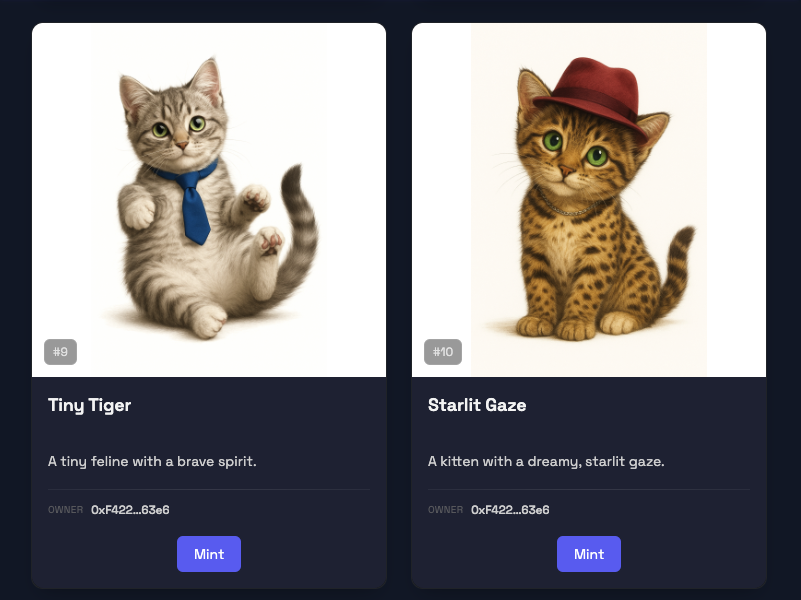 #9
#10
Tiny Tiger
Starlit Gaze
A tiny feline with a brave spirit.
A kitten with a dreamy, starlit gaze.
OWNER 0xF422...63e6
OWNER 0xF422...63e6
Mint
Mint